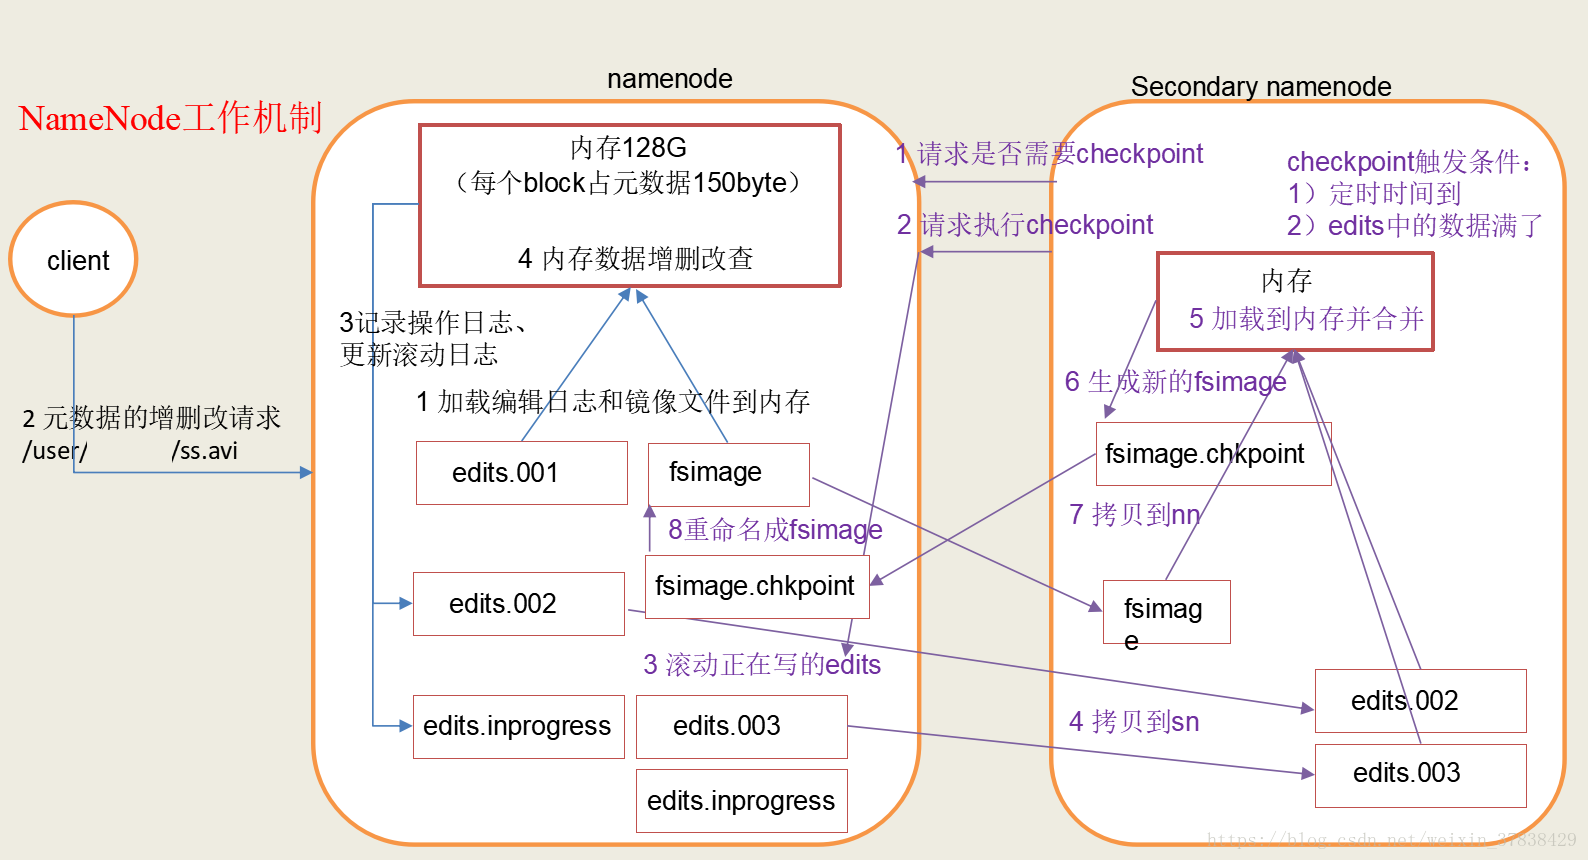 NameNode工作机制
namenode
Secondary namenode
内存128G
（每个block占元数据150byte）
4 内存数据增删改查
1 请求是否需要checkpoint
2 请求执行checkpoint
checkpoint触发条件：
1）定时时间到
2）edits中的数据满了
内存
5 加载到内存并合并
client
3记录操作日志、
更新滚动日志
1 加载编辑日志和镜像文件到内存
6 生成新的fsimage
2 元数据的增删改请求
/user/ /ss.avi
edits.001
fsimage
fsimage.chkpoint
8重命名成fsimage
7 拷贝到nn
edits.002
fsimage.chkpoint
fsimag
e
3 滚动正在写的edits
edits.inprogress
edits.003
4 拷贝到sn
edits.002
edits.003
edits.inprogress
https://blog.csdn.net/weixin_37838429